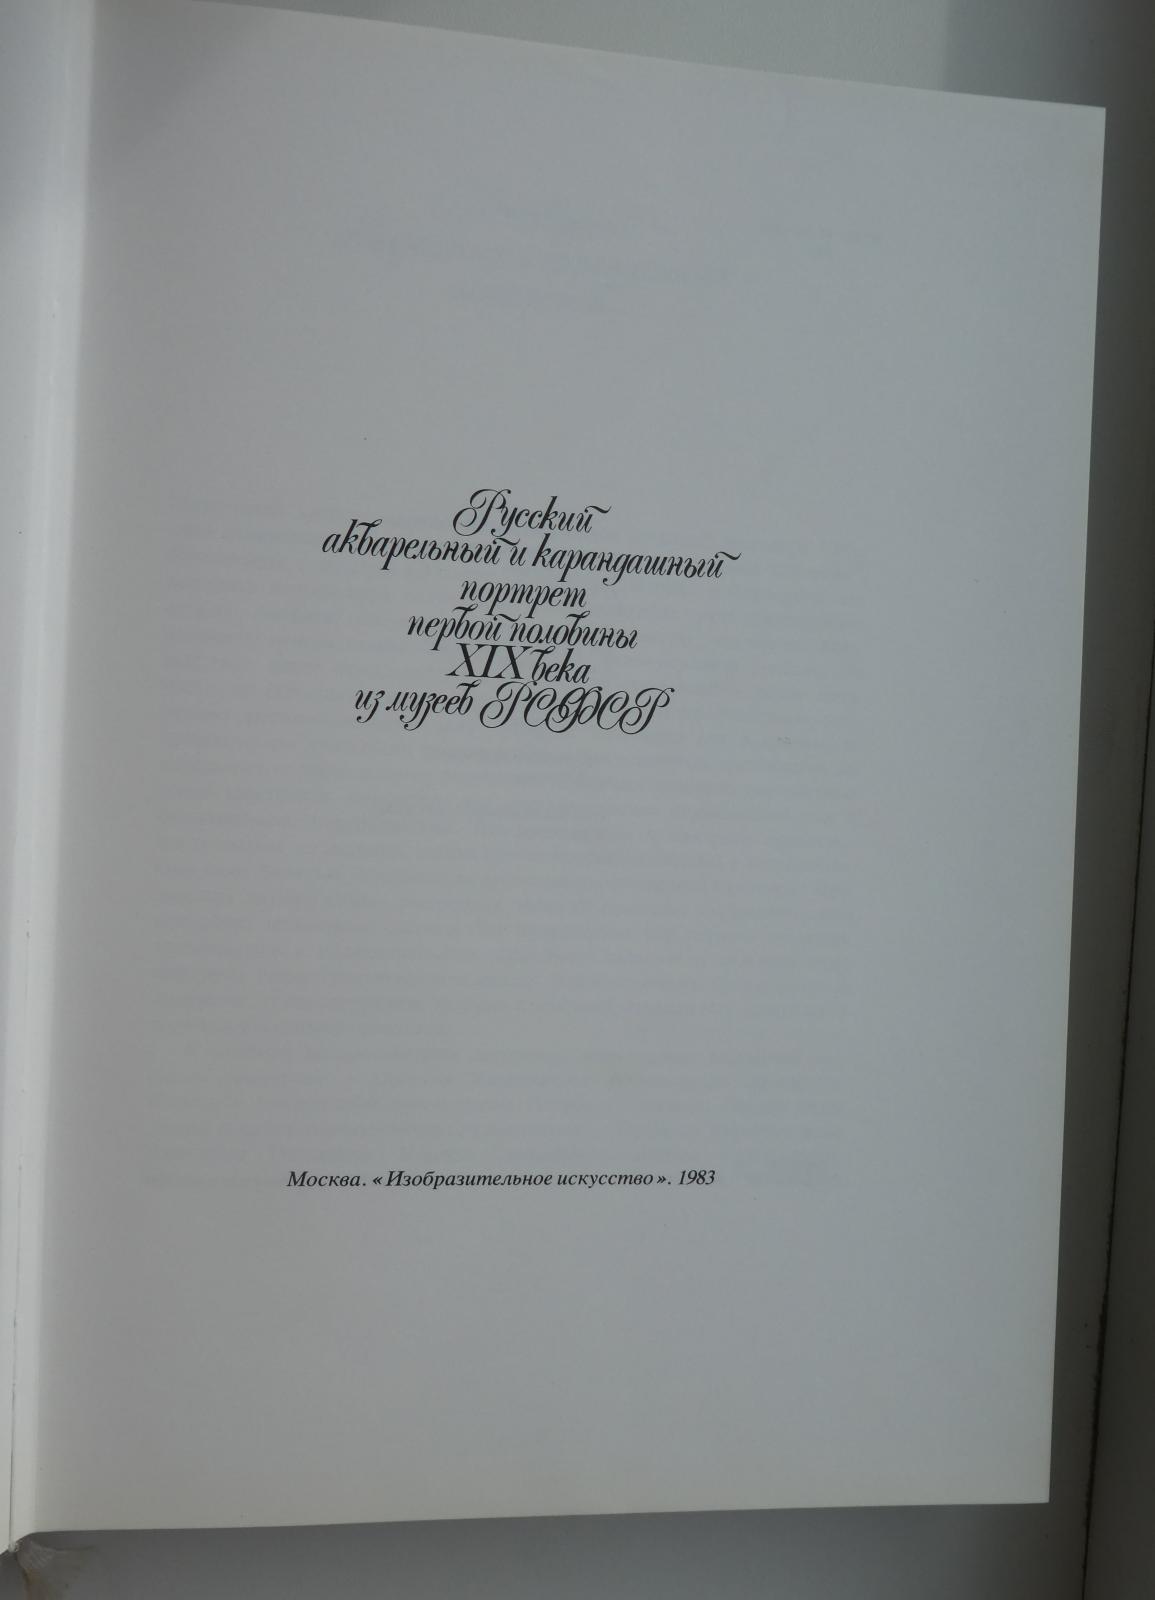 Русский
акварельный и карандашный
портрет
первой половины
XIX века
из музеев РСФСР
Москва. «Изобразительное искусство». 1983